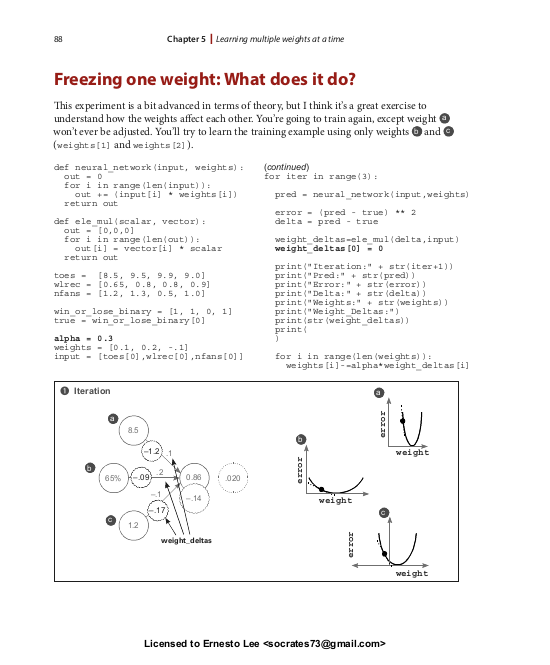 88
Chapter 5 | Learning multiple weights at a time
Freezing one weight: What does it do?
This experiment is a bit advanced in terms of theory, but I think it's a great exercise to
understand how the weights affect each other. You're going to train again, except weight a
won't ever be adjusted. You'll try to learn the training example using only weights b and c
(weights[1] and weights[2]).
def neural_network(input, weights):
  out = 0
  for i in range(len(input)):
    out += (input[i] * weights[i])
  return out
def ele_mul(scalar, vector):
  out = [0,0,0]
  for i in range(len(out)):
    out[i] = vector[i] * scalar
  return out
toes =  [8.5, 9.5, 9.9, 9.0]
wlrec = [0.65, 0.8, 0.8, 0.9]
nfans = [1.2, 1.3, 0.5, 1.0]
win_or_lose_binary = [1, 1, 0, 1]
true = win_or_lose_binary[0]
alpha = 0.3
weights = [0.1, 0.2, -.1]
input = [toes[0],wlrec[0],nfans[0]]
(continued)
for iter in range(3):
  pred = neural_network(input,weights)
  error = (pred - true) ** 2
  delta = pred - true
  weight_deltas=ele_mul(delta,input)
  weight_deltas[0] = 0
  print("Iteration:" + str(iter+1))
  print("Pred:" + str(pred))
  print("Error:" + str(error))
  print("Delta:" + str(delta))
  print("Weights:" + str(weights))
  print("Weight_Deltas:")
  print(str(weight_deltas))
  print(
  )
  for i in range(len(weights)):
    weights[i]-=alpha*weight_deltas[i]
1 Iteration
a
8.5
–1.2
.1
b
65%
–.09
.2
0.86
.020
–.14
–.1
c
1.2
–.17
weight_deltas
a
error
weight
b
error
weight
c
error
weight
Licensed to Ernesto Lee <socrates73@gmail.com>